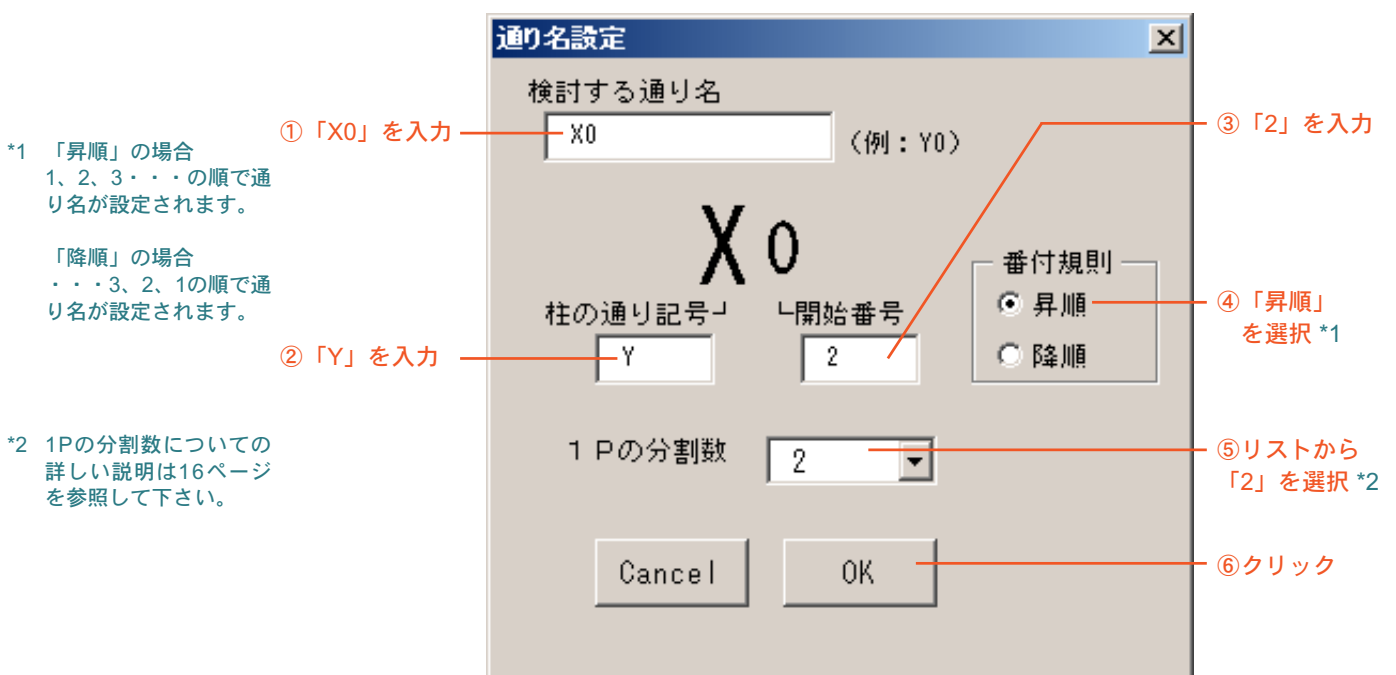 通り名設定
検討する通り名
X0
(例：Y0)
X0
柱の通り記号┘
└開始番号
Y
2
番付規則
昇順
降順
１Pの分割数
2
Cancel
OK
①「X0」を入力
②「Y」を入力
③「2」を入力
④「昇順」
を選択 *1
⑤リストから
「2」を選択 *2
⑥クリック
*1 「昇順」の場合
1、2、3・・・の順で通
り名が設定されます。
「降順」の場合
・・・3、2、1の順で通
り名が設定されます。
*2 1Pの分割数についての
詳しい説明は16ページ
を参照して下さい。